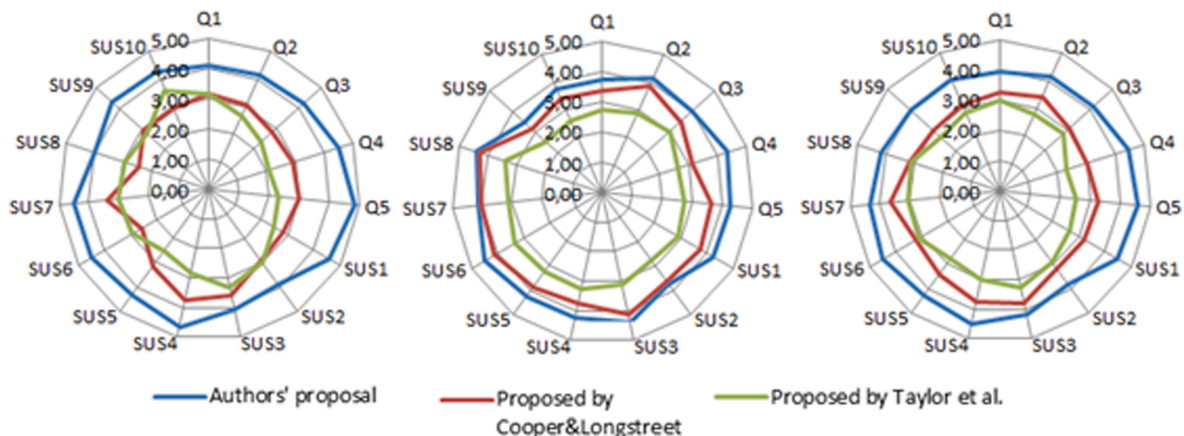 Q1
Q2
Q3
Q4
Q5
SUS1
SUS2
SUS3
SUS4
SUS5
SUS6
SUS7
SUS8
SUS9
SUS10
5,00
4,00
3,00
2,00
1,00
0,00
Q1
Q2
Q3
Q4
Q5
SUS1
SUS2
SUS3
SUS4
SUS5
SUS6
SUS7
SUS8
SUS9
SUS10
5,00
4,00
3,00
2,00
1,00
0,00
Q1
Q2
Q3
Q4
Q5
SUS1
SUS2
SUS3
SUS4
SUS5
SUS6
SUS7
SUS8
SUS9
SUS10
5,00
4,00
3,00
2,00
1,00
0,00
Authors' proposal
Proposed by
Cooper&Longstreet
Proposed by Taylor et al.